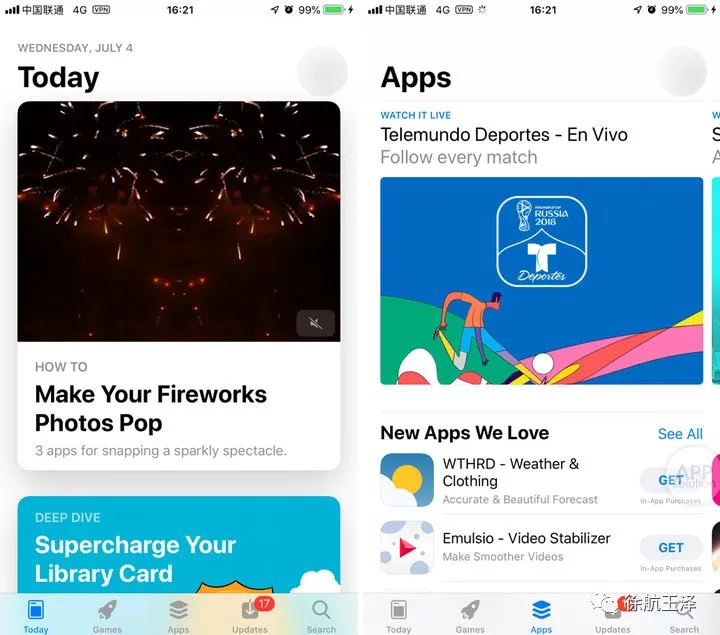 中国联通 4G VPN 16:21 99%
WEDNESDAY, JULY 4
Today
HOW TO
Make Your Fireworks
Photos Pop
3 apps for snapping a sparkly spectacle.
DEEP DIVE
Supercharge Your
Library Card
Today Games Apps 17 Updates Search
中国联通 4G VPN 16:21 99%
Apps
WATCH IT LIVE
Telemundo Deportes - En Vivo
Follow every match
FIFA WORLD CUP
RUSSIA
2018
Deportes
New Apps We Love
See All
WTHRD - Weather &
Clothing
Accurate & Beautiful Forecast
GET
In-App Purchases
APP
solution
Emulsio - Video Stabilizer
Make Smoother Videos
GET
In-App Purchases
徐航王泽
Today Games Apps Updates Search